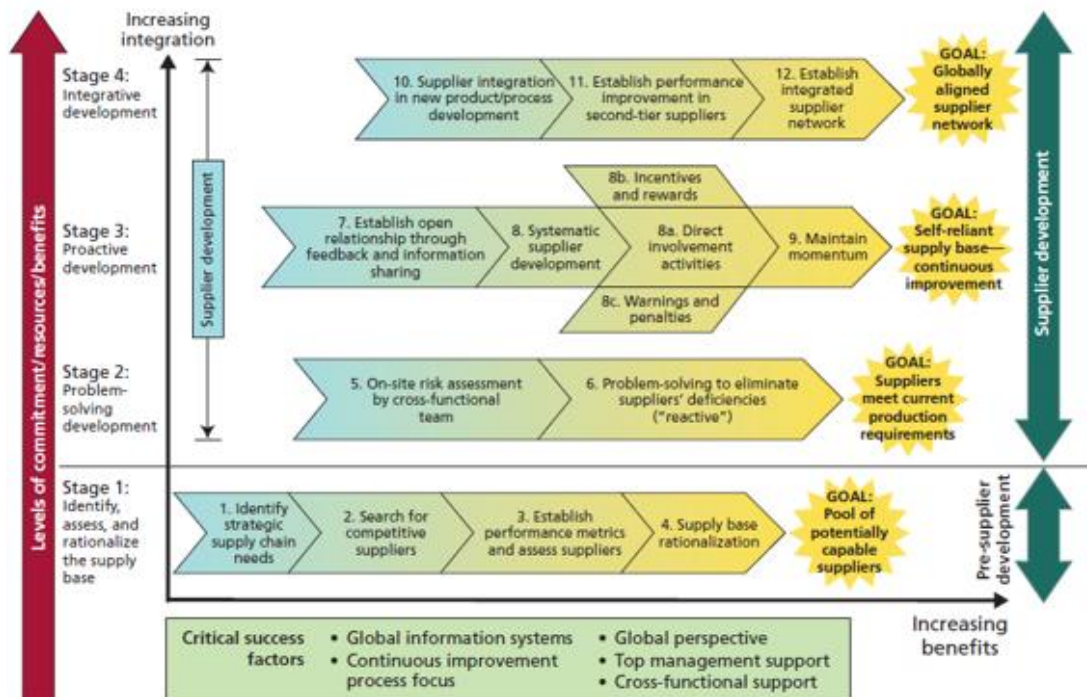 Increasing
integration
Levels of commitment/resources/benefits
Stage 4:
Integrative
development
10. Supplier integration
in new product/process
development
11. Establish performance
improvement in
second-tier suppliers
12. Establish
integrated
supplier
network
GOAL:
Globally
aligned
supplier
network
Supplier development
Stage 3:
Proactive
development
7. Establish open
relationship through
feedback and information
sharing
8. Systematic
supplier
development
8b. Incentives
and rewards
8a. Direct
involvement
activities
8c. Warnings and
penalties
9. Maintain
momentum
GOAL:
Self-reliant
supply base—
continuous
improvement
Supplier development
Stage 2:
Problem-
solving
development
5. On-site risk assessment
by cross-functional
team
6. Problem-solving to eliminate
suppliers' deficiencies
("reactive")
GOAL:
Suppliers
meet current
production
requirements
Stage 1:
Identify,
assess, and
rationalize
the supply
base
1. Identify
strategic
supply chain
needs
2. Search for
competitive
suppliers
3. Establish
performance metrics
and assess suppliers
4. Supply base
rationalization
GOAL:
Pool of
potentially
capable
suppliers
Pre-supplier
development
Increasing
benefits
Critical success
factors
• Global information systems
• Continuous improvement
process focus
• Global perspective
• Top management support
• Cross-functional support